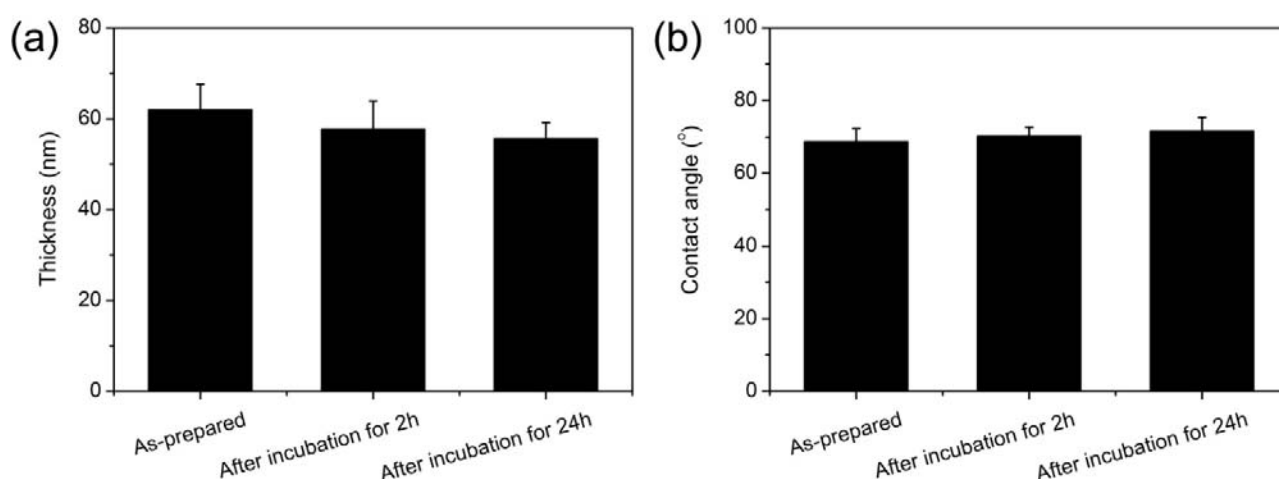 (a)
80
60
40
20
0
Thickness (nm)
As-prepared
After incubation for 2h
After incubation for 24h
(b)
100
80
60
40
20
0
Contact angle (°)
As-prepared
After incubation for 2h
After incubation for 24h